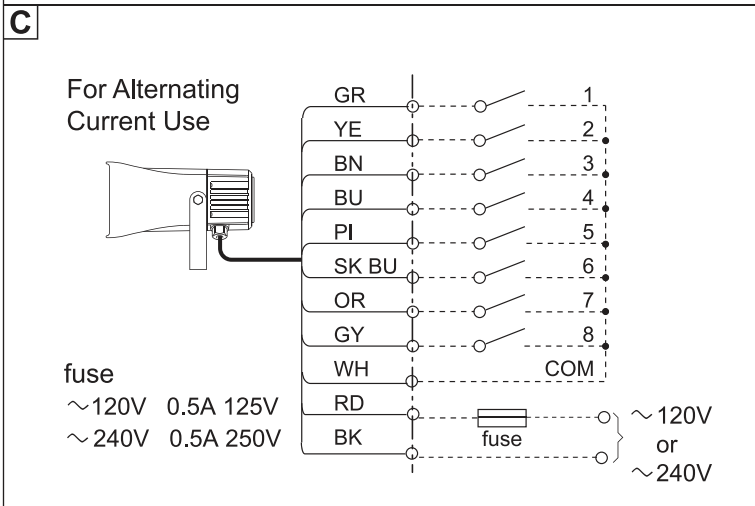 C
For Alternating
Current Use
GR 1
YE 2
BN 3
BU 4
PI 5
SK BU 6
OR 7
GY 8
WH COM
RD
BK
fuse
~120V 0.5A 125V
~240V 0.5A 250V
fuse
~120V
or
~240V